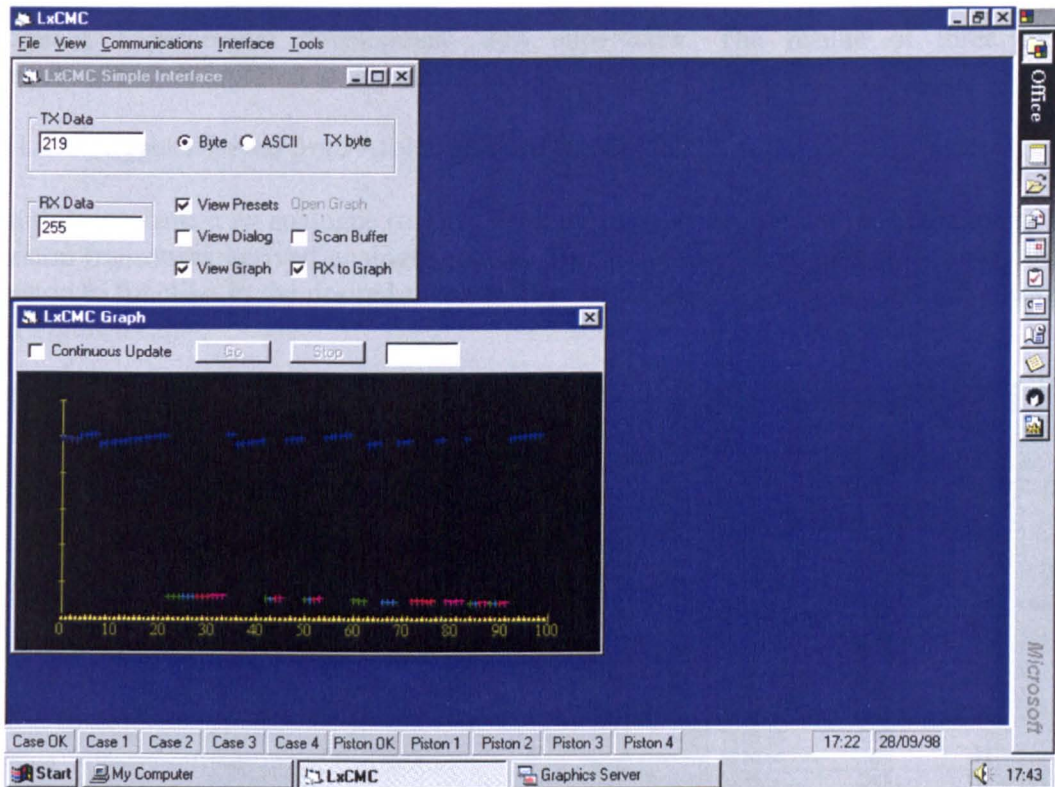 LxCMC
File View Communications Interface Tools
LxCMC Simple Interface
TX Data
219
Byte
ASCII
TX byte
RX Data
255
View Presets
Open Graph
View Dialog
Scan Buffer
View Graph
RX to Graph
LxCMC Graph
Continuous Update
Go
Stop
0 10 20 30 40 50 60 70 80 90 100
Case OK Case 1 Case 2 Case 3 Case 4 Piston OK Piston 1 Piston 2 Piston 3 Piston 4 17:22 28/09/98
Start My Computer LxCMC Graphics Server 17:43
Office
Microsoft